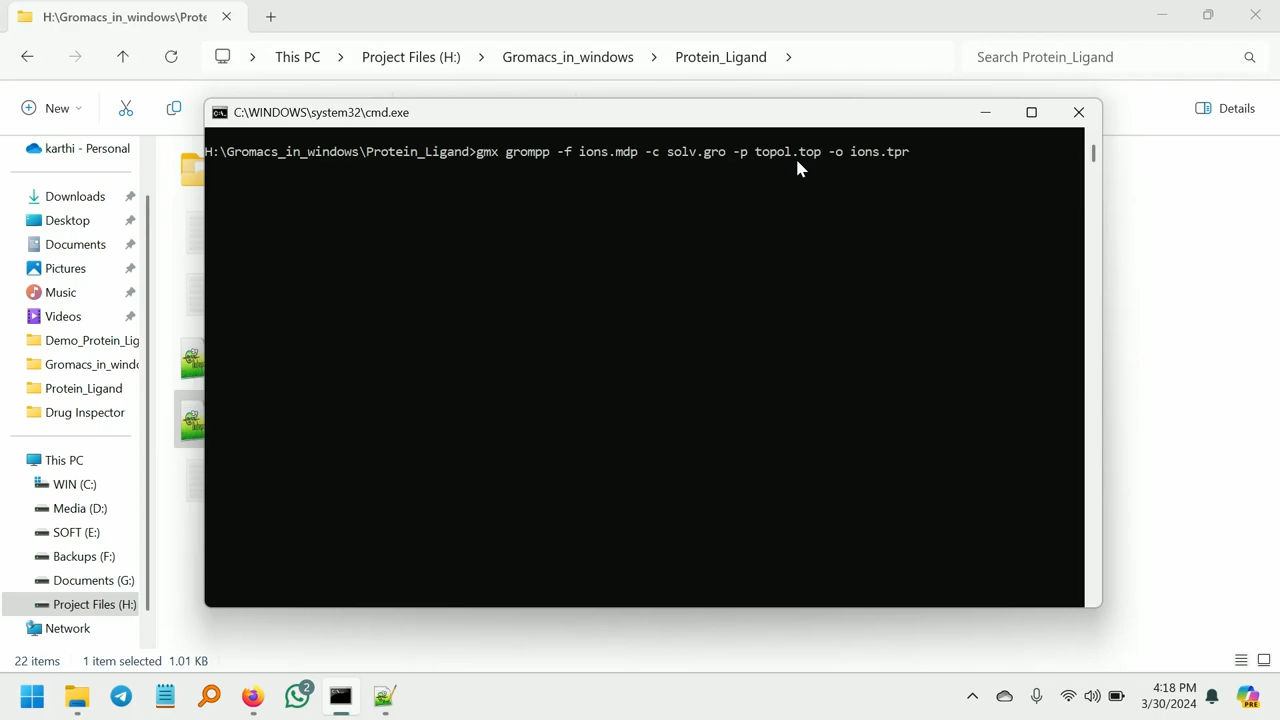 H:\Gromacs_in_windows\Prote
This PC
Project Files (H:)
Gromacs_in_windows
Protein_Ligand
Search Protein_Ligand
New
Details
C:\WINDOWS\system32\cmd.exe
H:\Gromacs_in_windows\Protein_Ligand>gmx grompp -f ions.mdp -c solv.gro -p topol.top -o ions.tpr
karthi - Personal
Downloads
Desktop
Documents
Pictures
Music
Videos
Demo_Protein_Lig
Gromacs_in_windo
Protein_Ligand
Drug Inspector
This PC
WIN (C:)
Media (D:)
SOFT (E:)
Backups (F:)
Documents (G:)
Project Files (H:)
Network
22 items
1 item selected 1.01 KB
2
4:18 PM
3/30/2024
PRE